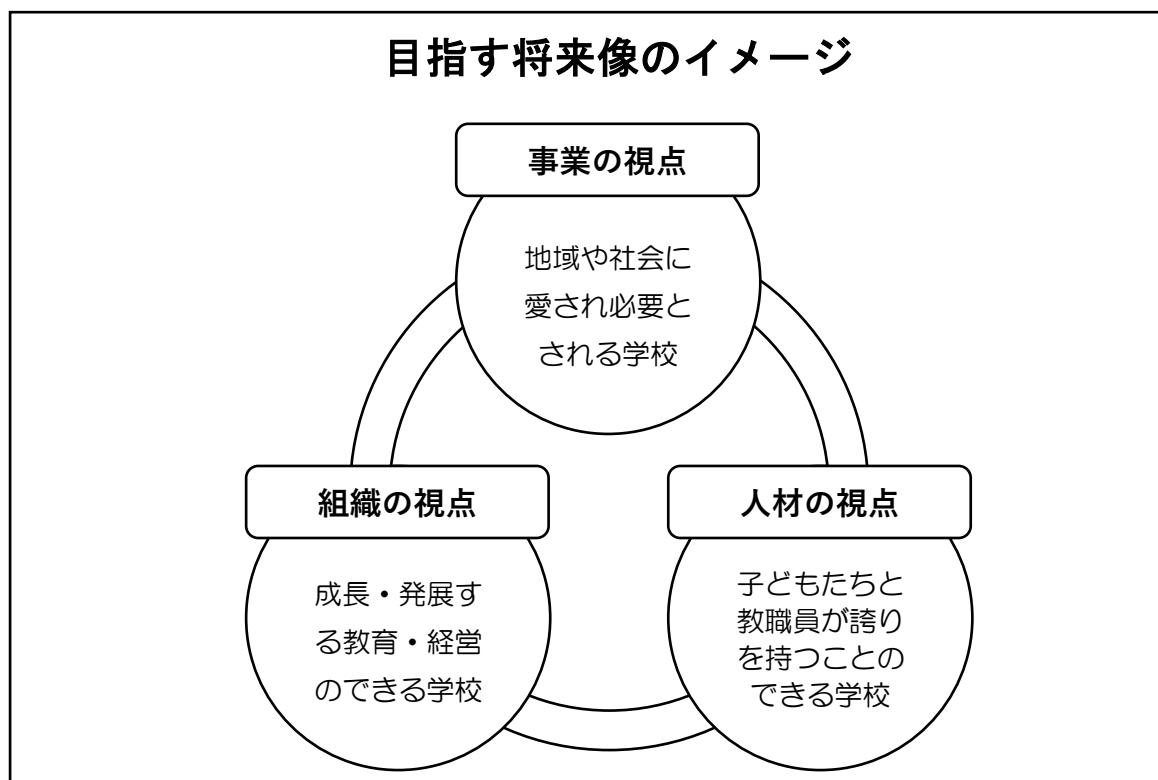 目指す将来像のイメージ
事業の視点
地域や社会に
愛され必要と
される学校
組織の視点
成長・発展す
る教育・経営
のできる学校
人材の視点
子どもたちと
教職員が誇り
を持つことの
できる学校